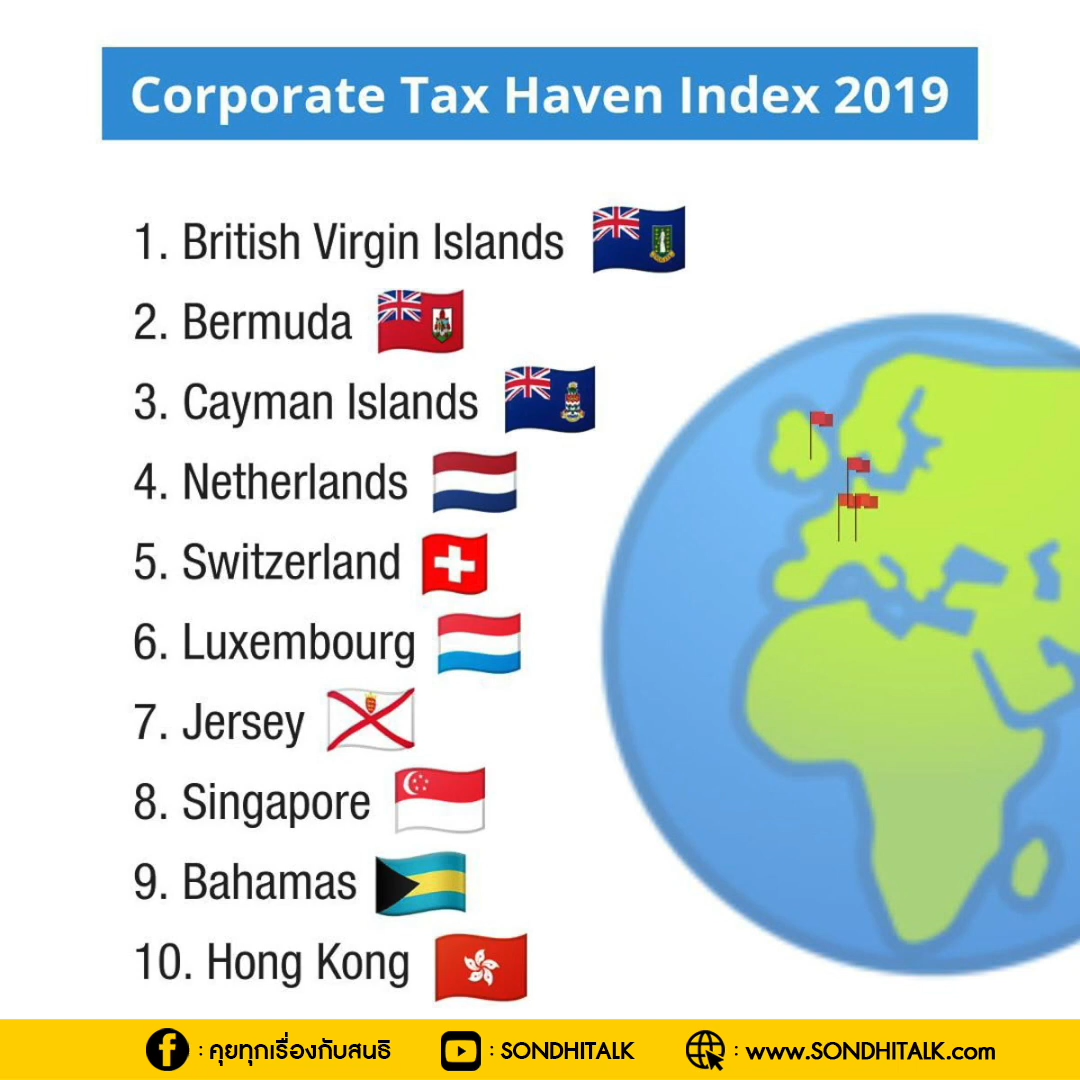 Corporate Tax Haven Index 2019
1. British Virgin Islands
2. Bermuda
3. Cayman Islands
4. Netherlands
5. Switzerland
6. Luxembourg
7. Jersey
8. Singapore
9. Bahamas
10. Hong Kong
: คุยทุกเรื่องกับสนธิ : SONDHITALK : www.SONDHITALK.com